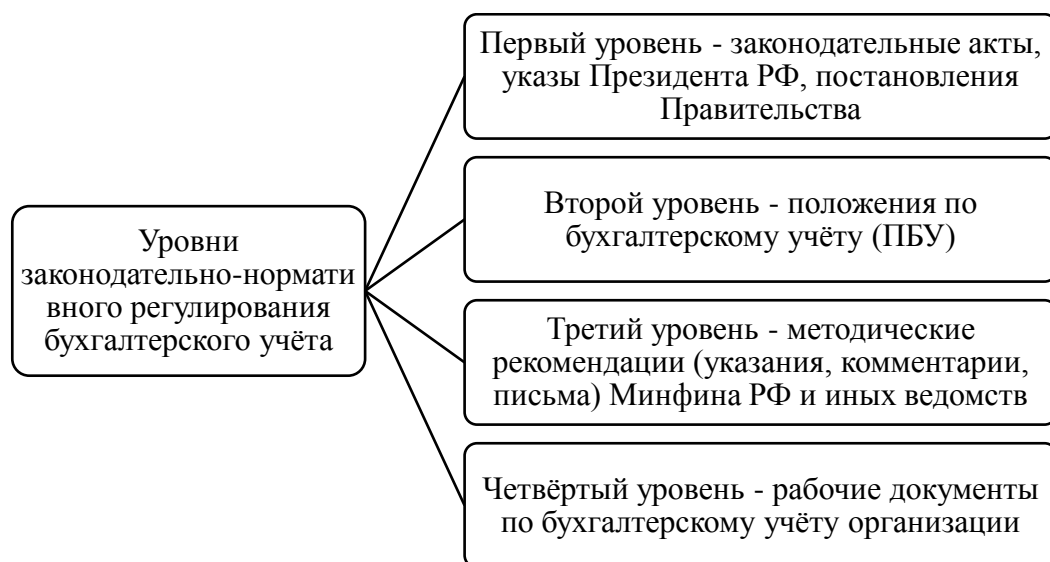 Первый уровень - законодательные акты,
указы Президента РФ, постановления
Правительства
Второй уровень - положения по
бухгалтерскому учёту (ПБУ)
Уровни
законодательно-нормати
вного регулирования
бухгалтерского учёта
Третий уровень - методические
рекомендации (указания, комментарии,
письма) Минфина РФ и иных ведомств
Четвёртый уровень - рабочие документы
по бухгалтерскому учёту организации